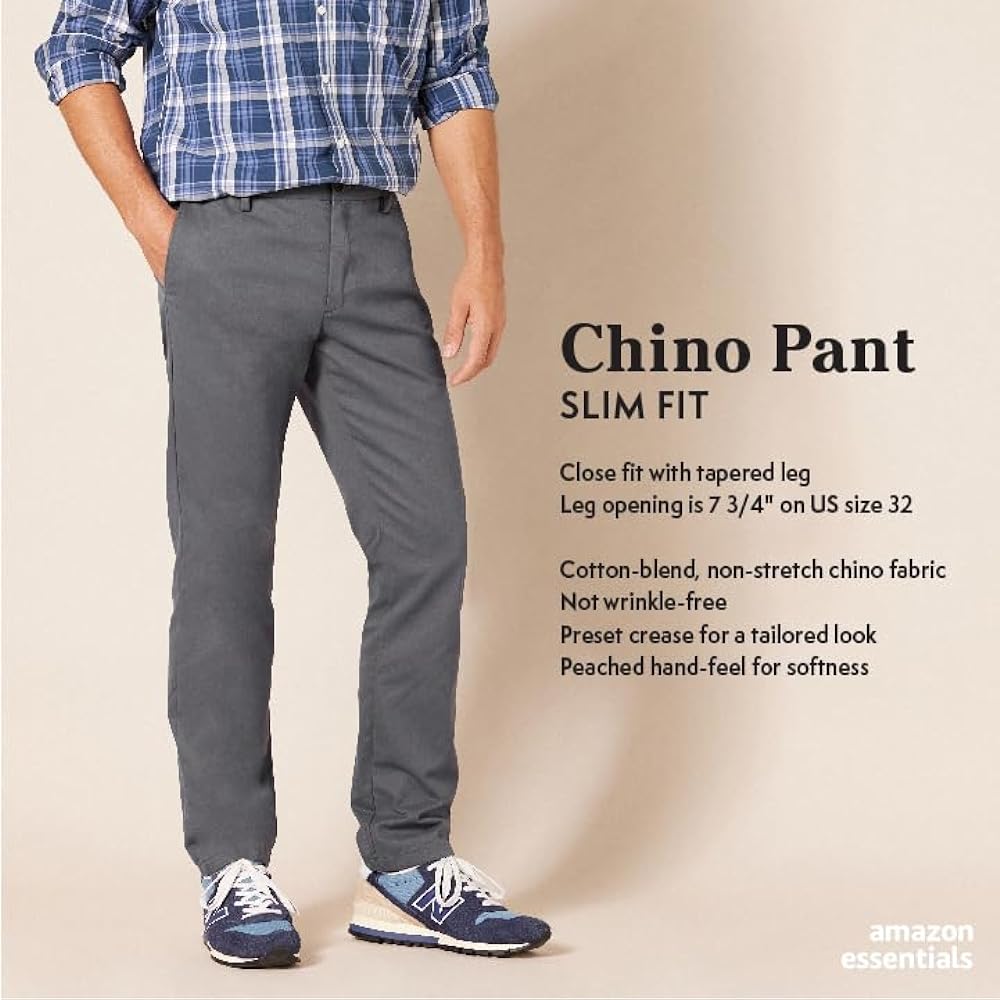 Chino Pant
SLIM FIT
Close fit with tapered leg
Leg opening is 7 3/4" on US size 32
Cotton-blend, non-stretch chino fabric
Not wrinkle-free
Preset crease for a tailored look
Peached hand-feel for softness
N
amazon
essentials